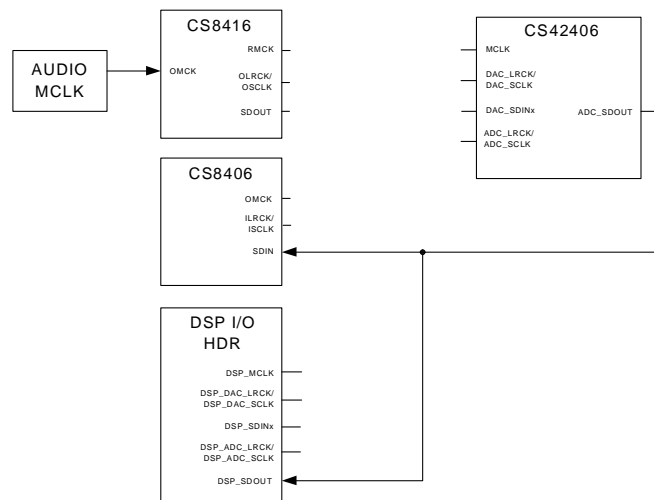 AUDIO
MCLK
CS8416
OMCK
RMCK
OLRCK/
OSCLK
SDOUT
CS42406
MCLK
DAC_LRCK/
DAC_SCLK
DAC_SDINx
ADC_LRCK/
ADC_SCLK
ADC_SDOUT
CS8406
OMCK
ILRCK/
ISCLK
SDIN
DSP I/O
HDR
DSP_MCLK
DSP_DAC_LRCK/
DSP_DAC_SCLK
DSP_SDINx
DSP_ADC_LRCK/
DSP_ADC_SCLK
DSP_SDOUT